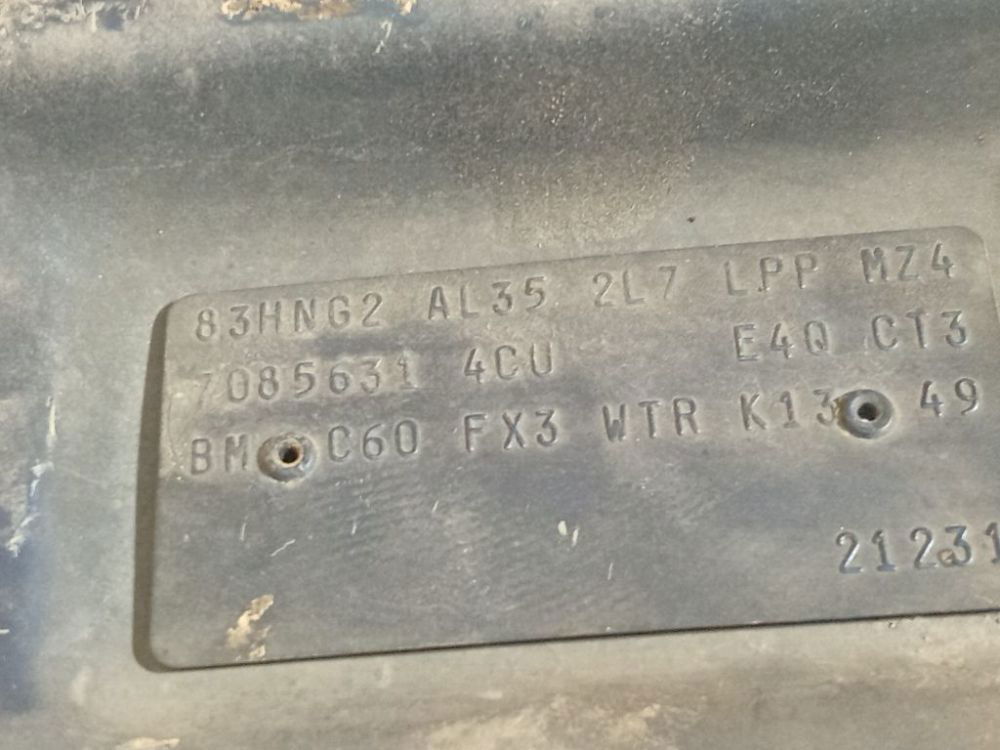 83HNG2 AL35 2L7 LPP MZ4
7085631 4CU E4Q CT3
BM C60 FX3 WTR K13 49
21231